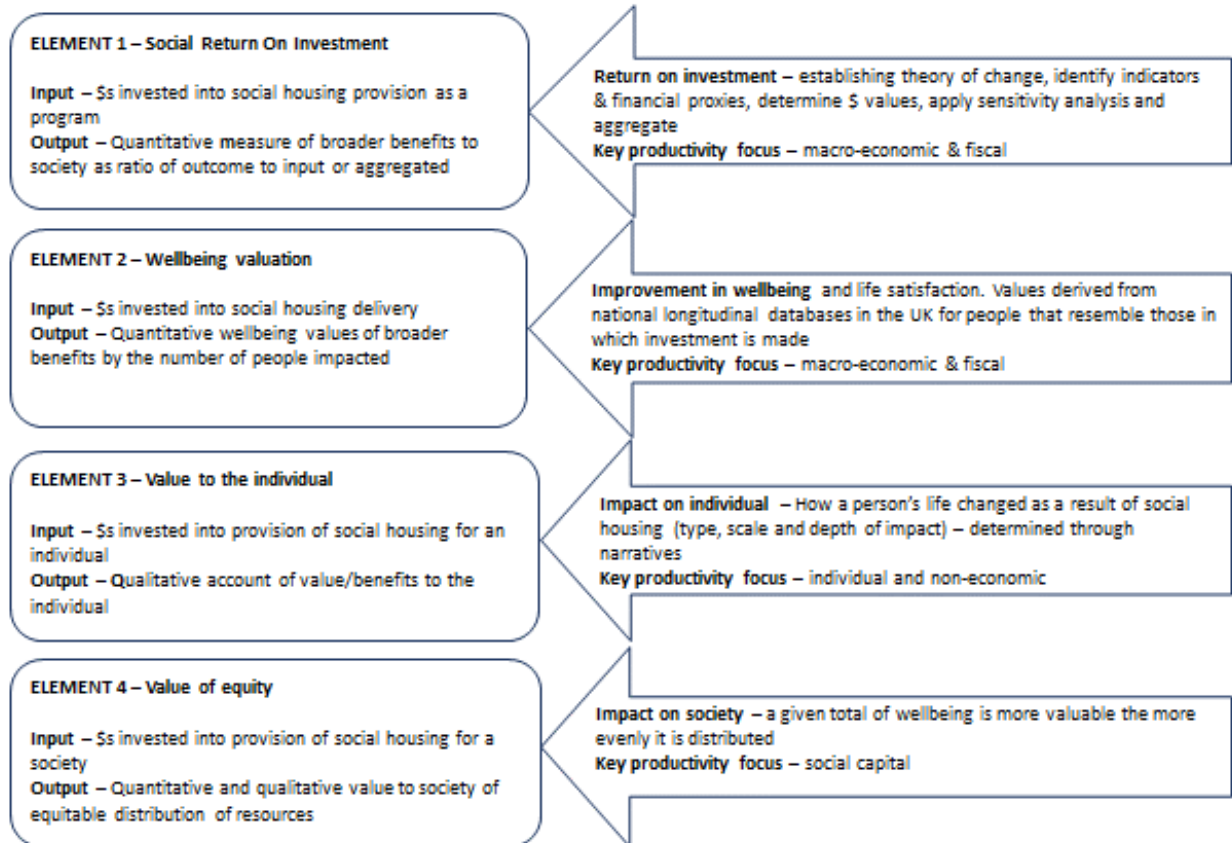 ELEMENT 1 – Social Return On Investment
Input – $s invested into social housing provision as a
program
Output – Quantitative measure of broader benefits to
society as ratio of outcome to input or aggregated
Return on investment – establishing theory of change, identify indicators
& financial proxies, determine $ values, apply sensitivity analysis and
aggregate
Key productivity focus – macro-economic & fiscal
ELEMENT 2 – Wellbeing valuation
Input – $s invested into social housing delivery
Output – Quantitative wellbeing values of broader
benefits by the number of people impacted
Improvement in wellbeing and life satisfaction. Values derived from
national longitudinal databases in the UK for people that resemble those in
which investment is made
Key productivity focus – macro-economic & fiscal
ELEMENT 3 – Value to the individual
Input – $s invested into provision of social housing for an
individual
Output – Qualitative account of value/benefits to the
individual
Impact on individual – How a person's life changed as a result of social
housing (type, scale and depth of impact) – determined through
narratives
Key productivity focus – individual and non-economic
ELEMENT 4 – Value of equity
Input – $s invested into provision of social housing for a
society
Output – Quantitative and qualitative value to society of
equitable distribution of resources
Impact on society – a given total of wellbeing is more valuable the more
evenly it is distributed
Key productivity focus – social capital